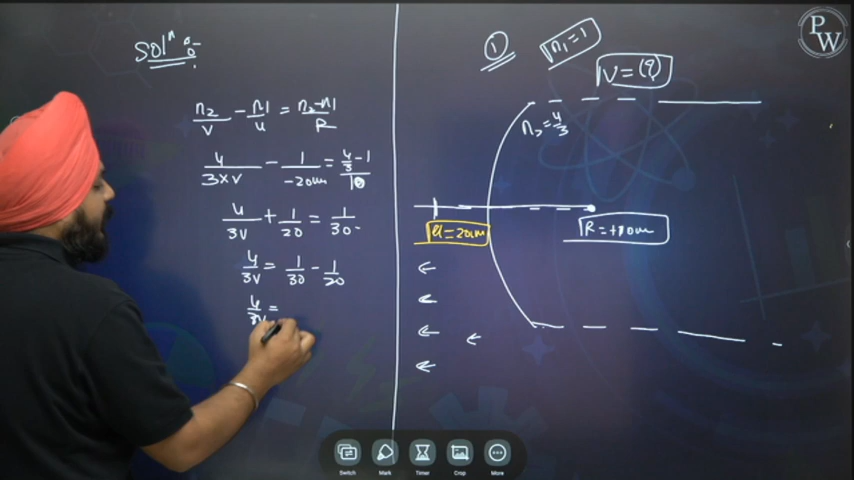 Solⁿ :-
n2/v - n1/u = n2-n1/R
4/3×v - 1/-20cm = 4/3-1/10
4/3v + 1/20 = 1/30
4/3v = 1/30 - 1/20
4/3v =
① n1=1
v=(?)
n2=4/3
u=20cm
R=+10cm
PW
Switch
Mark
Timer
Crop
More